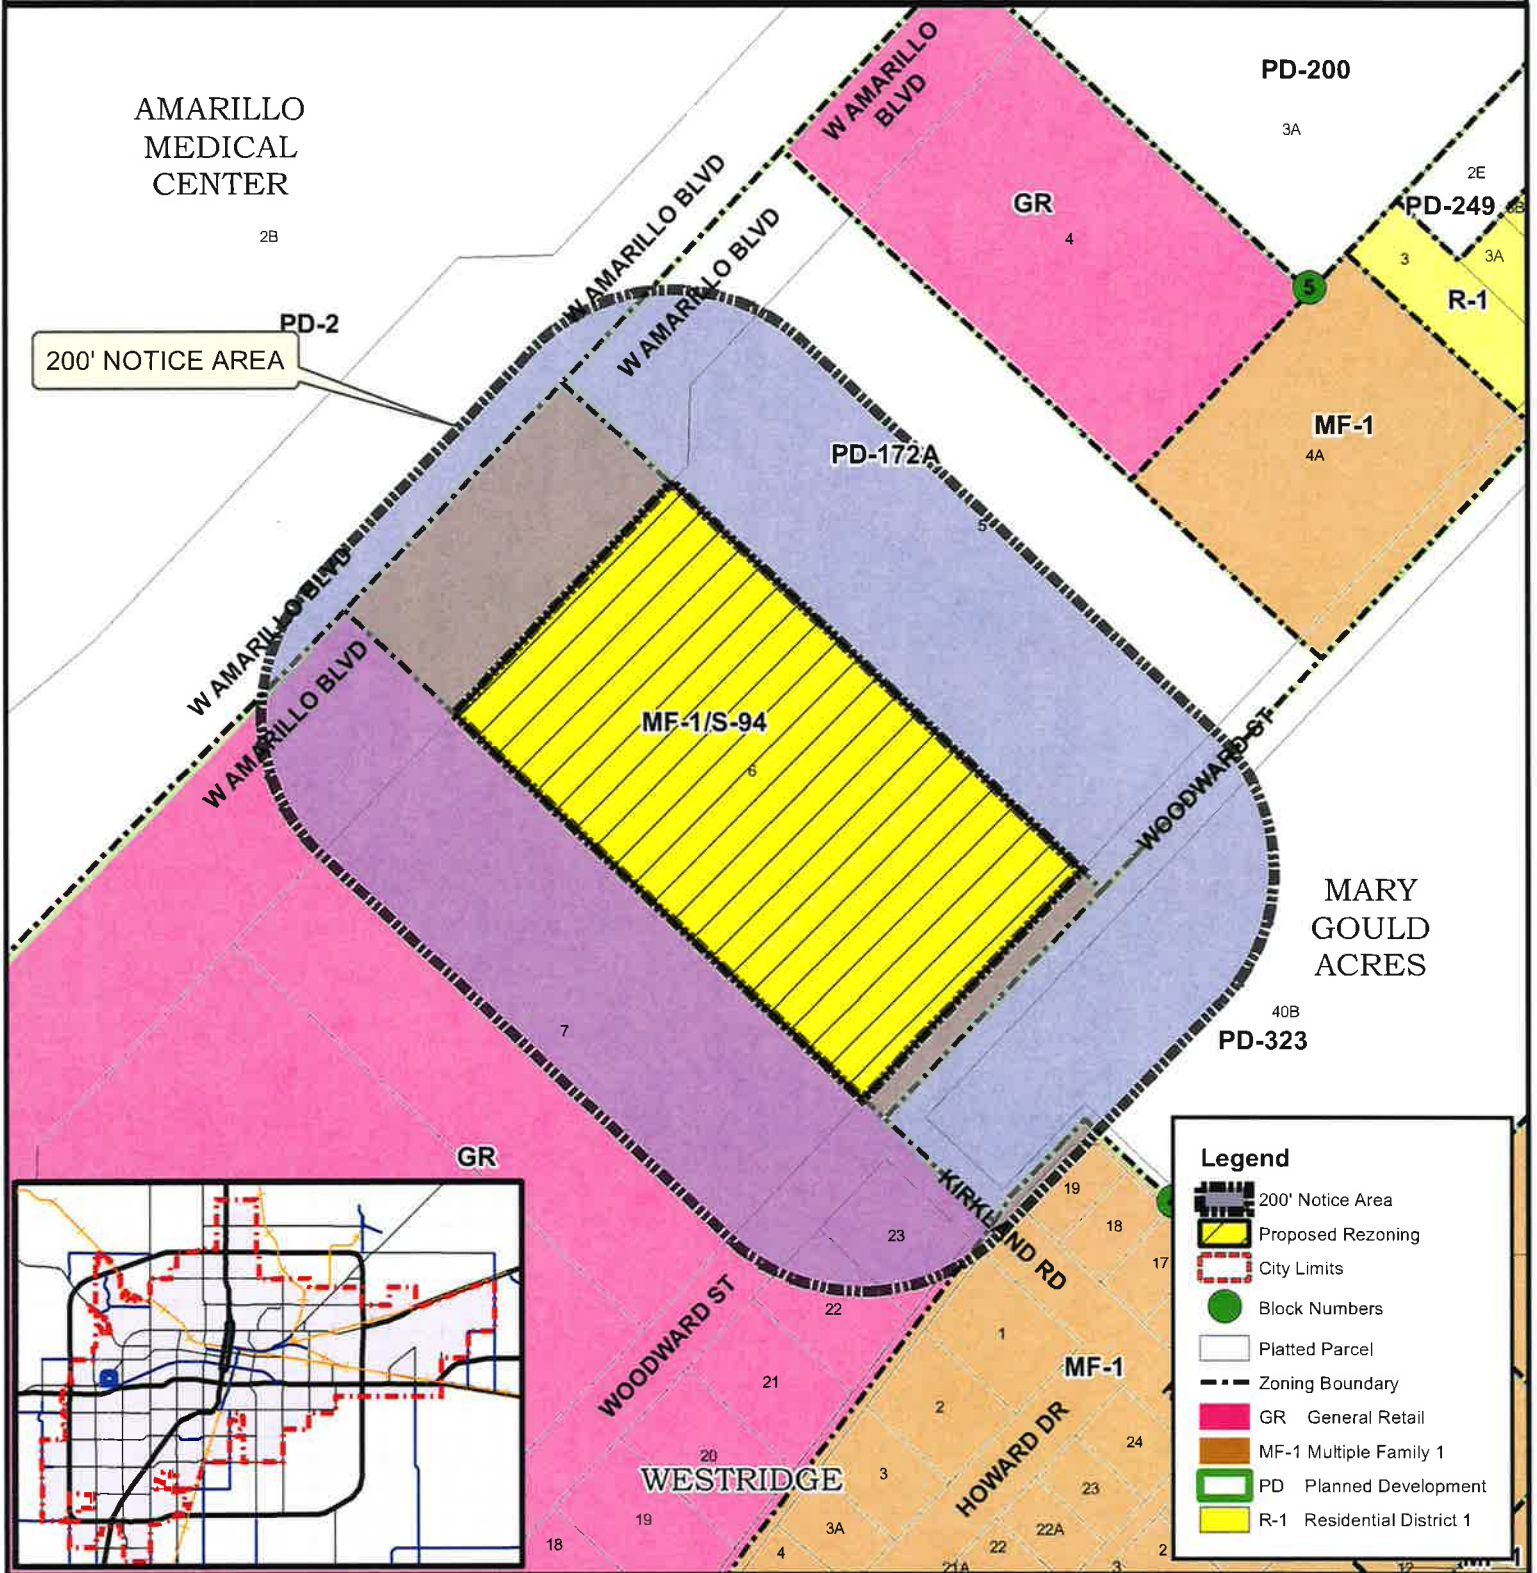 AMARILLO
MEDICAL
CENTER
2B
PD-2
200' NOTICE AREA
W AMARILLO
BLVD
W AMARILLO BLVD
W AMARILLO BLVD
PD-200
3A
2E
PD-249
3A
3
R-1
GR
4
5
MF-1
4A
PD-172A
5
W AMARILLO BLVD
W AMARILLO BLVD
MF-1/S-94
6
WOODWARD ST
MARY
GOULD
ACRES
40B
PD-323
7
GR
KIRKLAND RD
19
18
17
23
22
21
20
19
18
WOODWARD ST
WESTRIDGE
1
2
3
3A
4
MF-1
HOWARD DR
24
23
22A
22
21A
3
2
12
Legend
200' Notice Area
Proposed Rezoning
City Limits
Block Numbers
Platted Parcel
Zoning Boundary
GR General Retail
MF-1 Multiple Family 1
PD Planned Development
R-1 Residential District 1